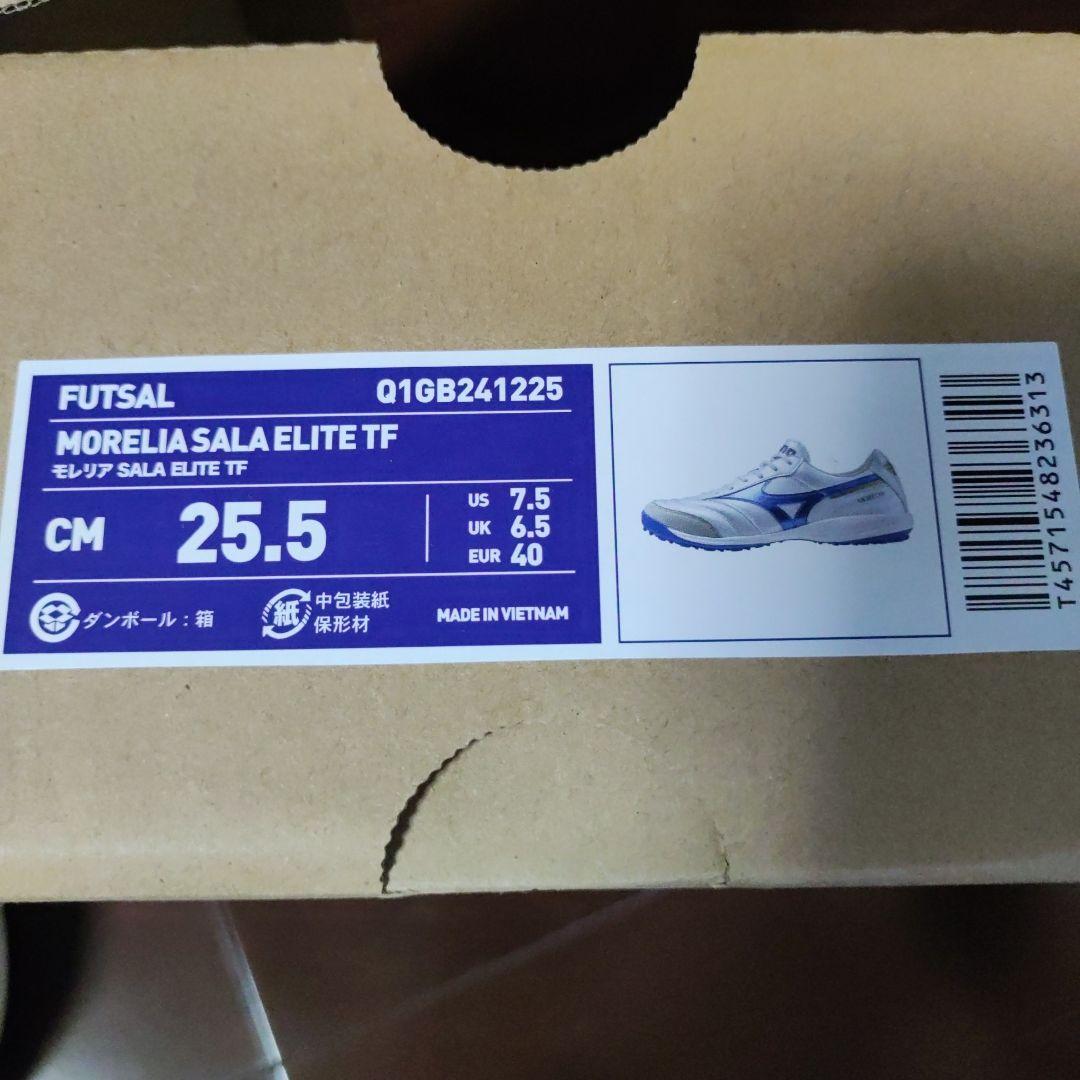 FUTSAL Q1GB241225
MORELIA SALA ELITE TF
モレリア SALA ELITE TF
CM 25.5
US 7.5
UK 6.5
EUR 40
ダンボール : 箱
紙 中包装紙
保形材
MADE IN VIETNAM
T4571548236313